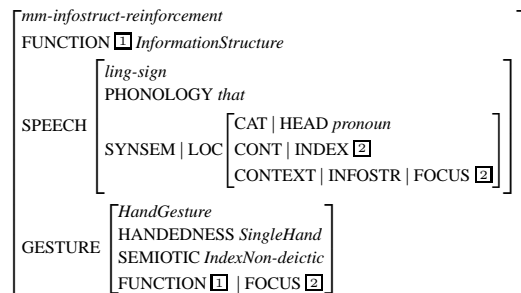 mm-infostruct-reinforcement
FUNCTION 1 InformationStructure
ling-sign
PHONOLOGY that
SPEECH
CAT | HEAD pronoun
SYNSEM | LOC CONT | INDEX 2
CONTEXT | INFOSTR | FOCUS 2
HandGesture
HANDEDNESS SingleHand
GESTURE
SEMIOTIC IndexNon-deictic
FUNCTION 1 | FOCUS 2